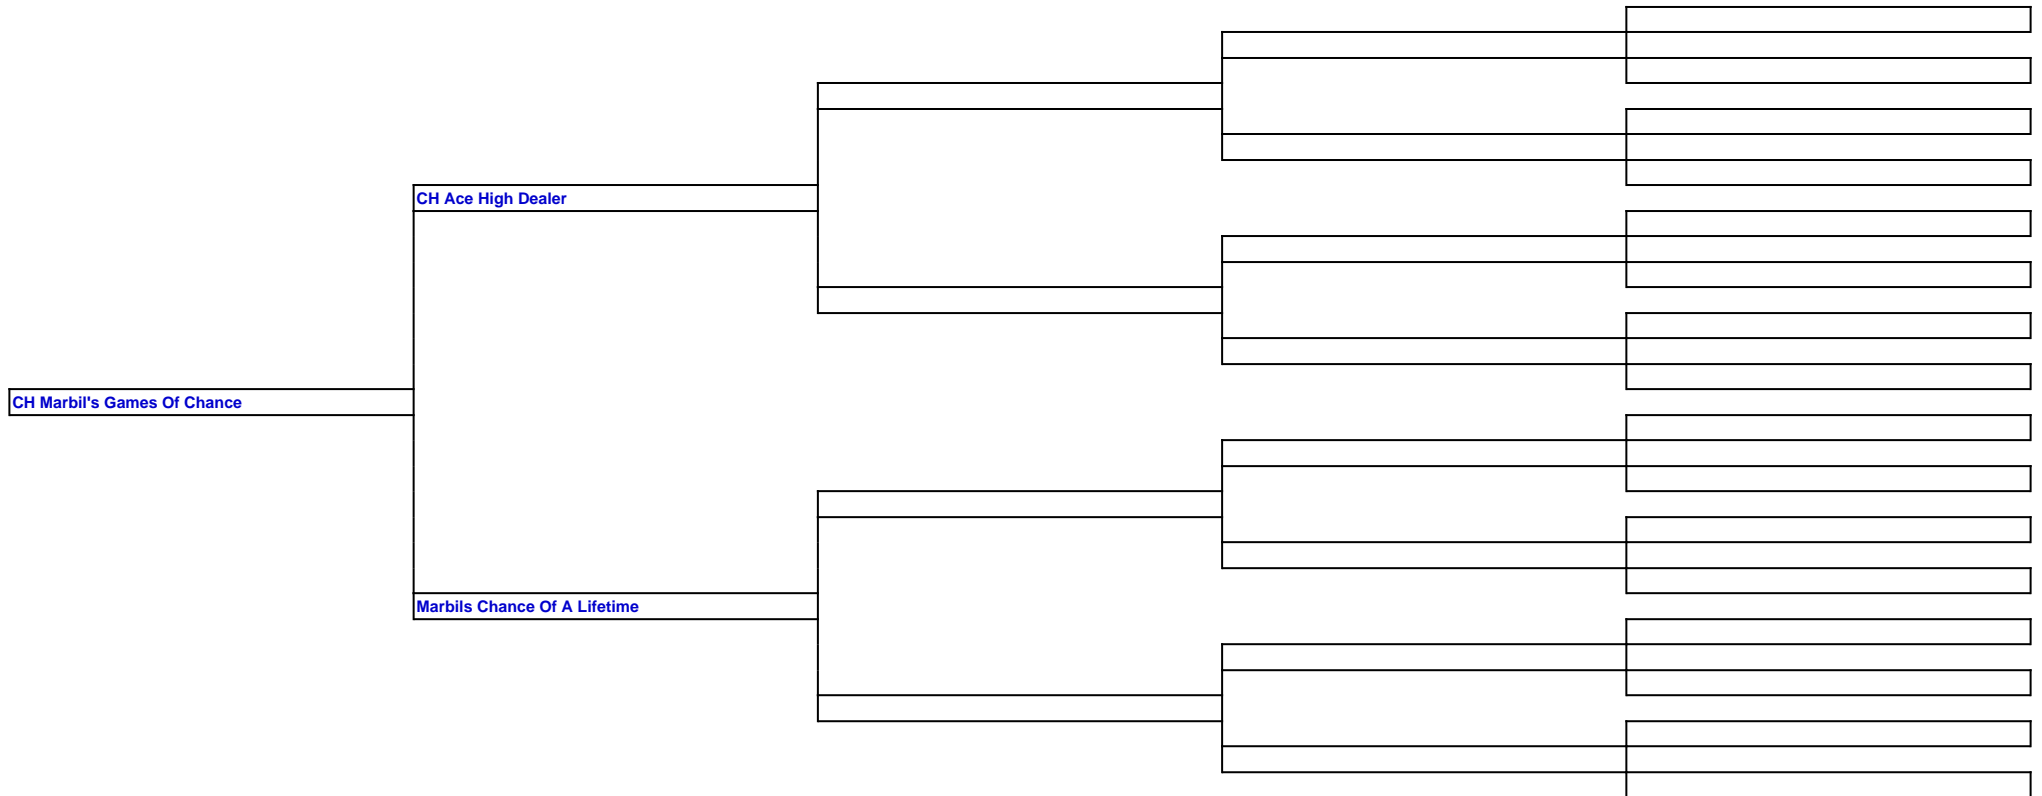 CH Ace High Dealer
CH Marbil's Games Of Chance
Marbils Chance Of A Lifetime